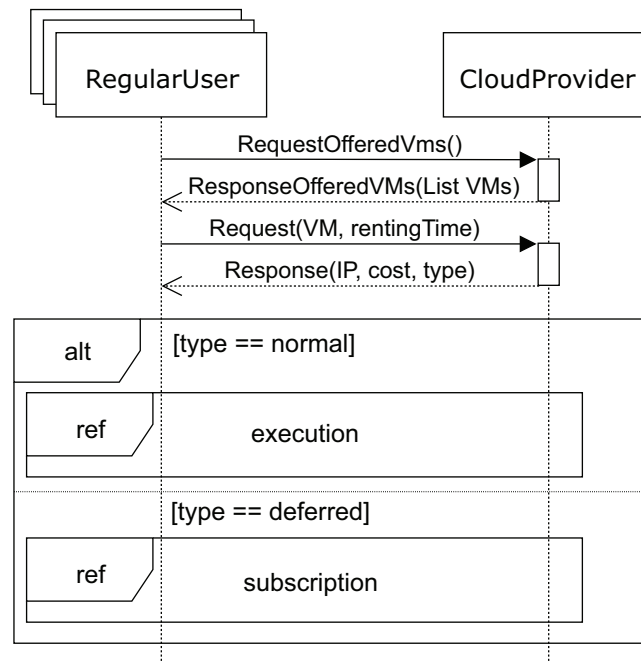 RegularUser
CloudProvider
RequestOfferedVms()
ResponseOfferedVMs(List VMs)
Request(VM, rentingTime)
Response(IP, cost, type)
alt
[type == normal]
ref
execution
[type == deferred]
ref
subscription